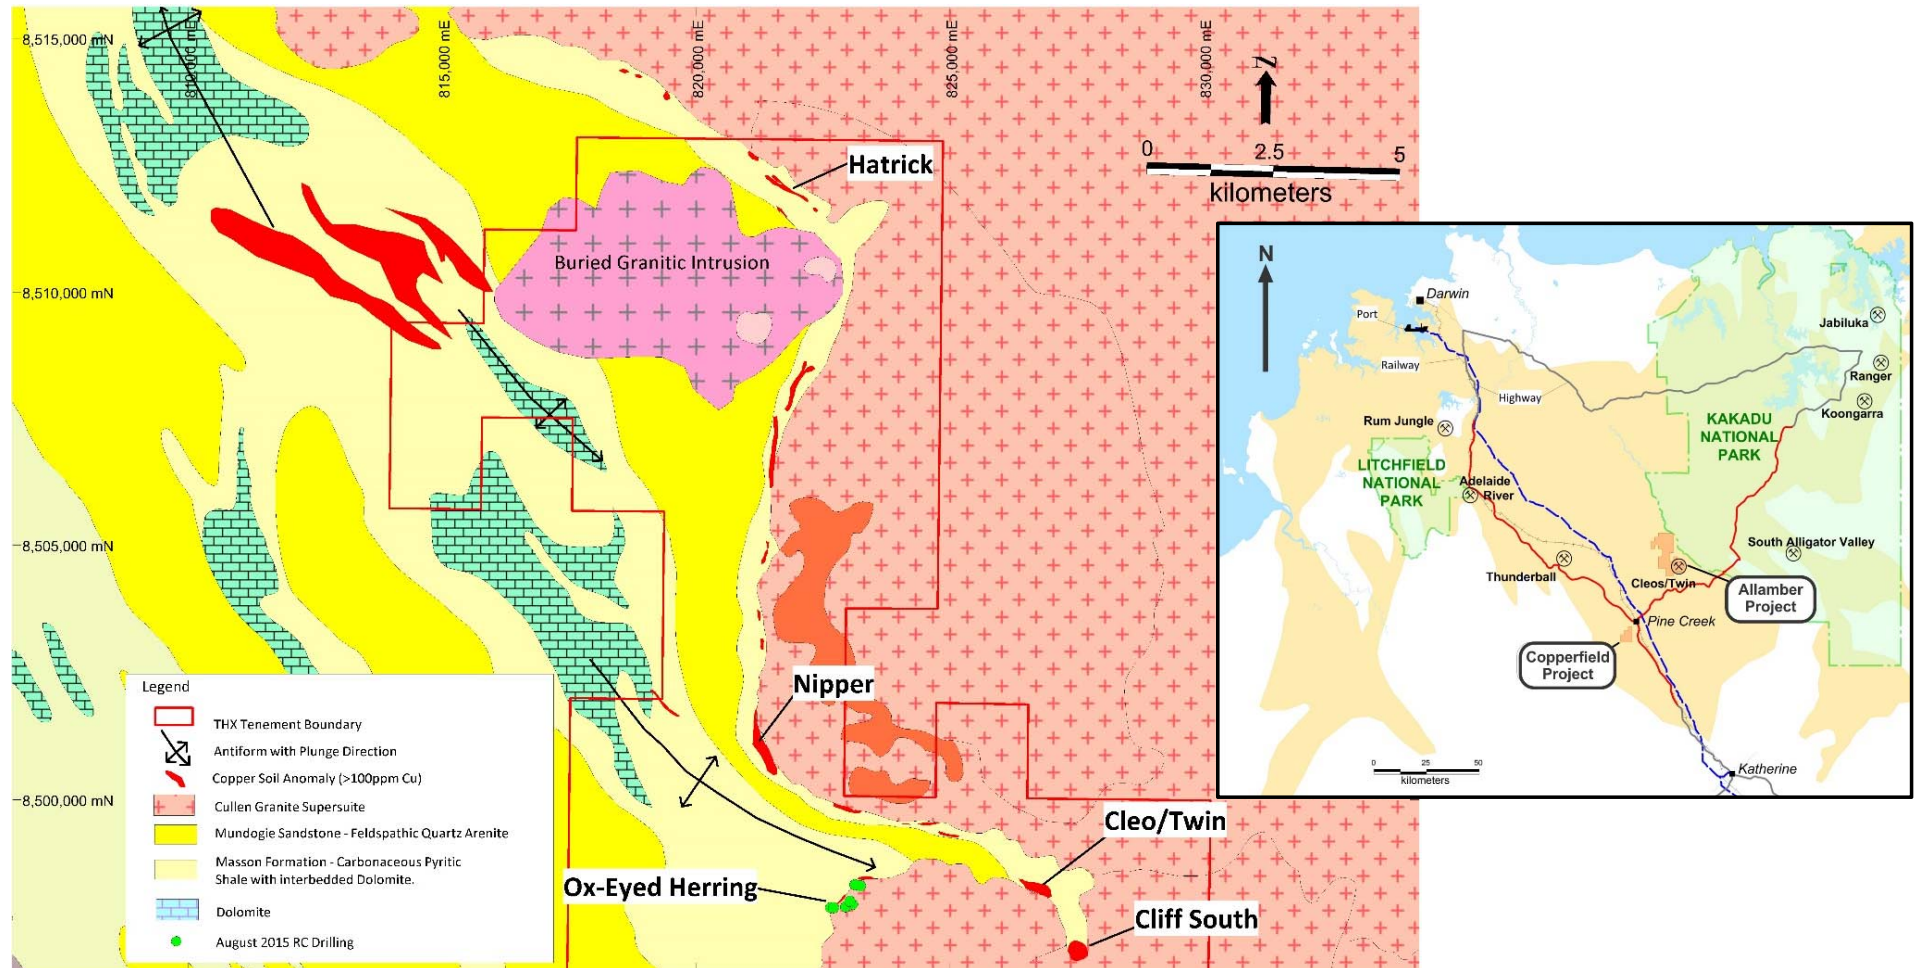 8,515,000 mN
810,000 mE
815,000 mE
820,000 mE
825,000 mE
830,000 mE
N
0
2.5
5
kilometers
Hatrick
Buried Granitic Intrusion
8,510,000 mN
8,505,000 mN
8,500,000 mN
Nipper
Cleo/Twin
Ox-Eyed Herring
Cliff South
Legend
THX Tenement Boundary
Antiform with Plunge Direction
Copper Soil Anomaly (>100ppm Cu)
Cullen Granite Supersuite
Mundogie Sandstone - Feldspathic Quartz Arenite
Masson Formation - Carbonaceous Pyritic
Shale with interbedded Dolomite.
Dolomite
August 2015 RC Drilling
N
Darwin
Port
Railway
Highway
Jabiluka
Ranger
Koongarra
KAKADU
NATIONAL
PARK
Rum Jungle
LITCHFIELD
NATIONAL
PARK
Adelaide
River
South Alligator Valley
Thunderball
Cleos/Twin
Allamber
Project
Pine Creek
Copperfield
Project
Katherine
0
25
50
kilometers